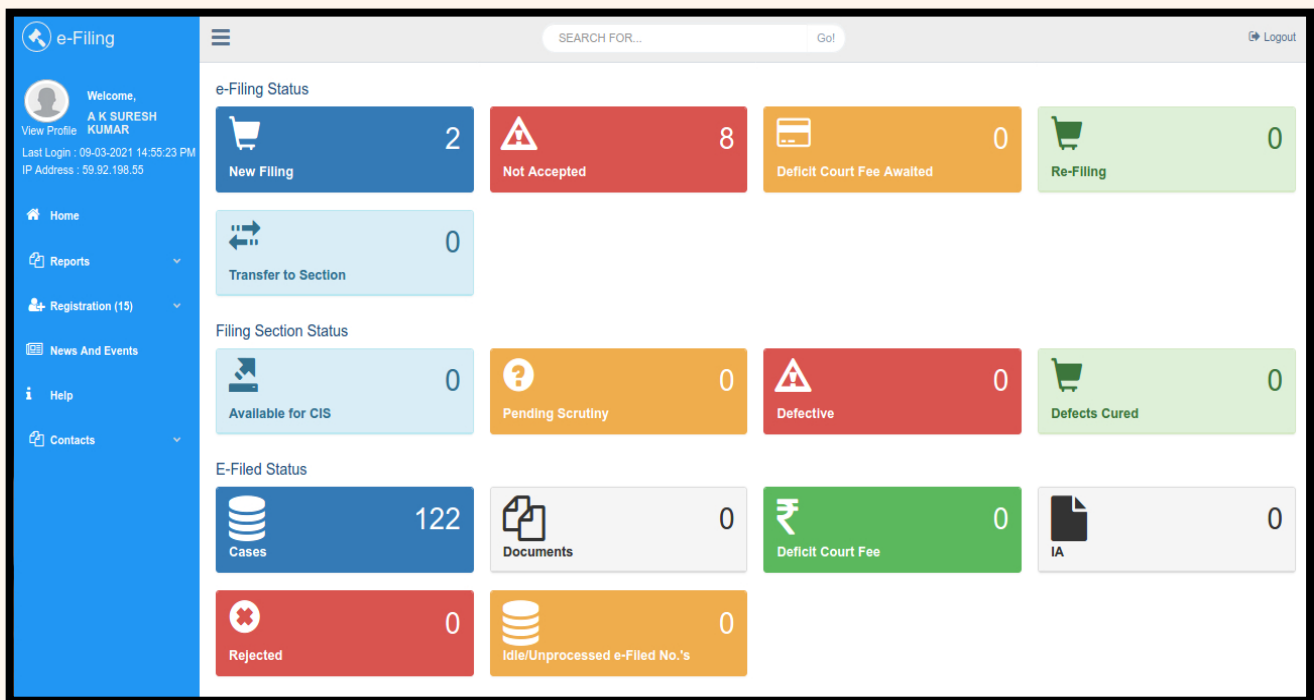 e-Filing
SEARCH FOR... Go!
Logout
Welcome,
A K SURESH
KUMAR
View Profile
Last Login : 09-03-2021 14:55:23 PM
IP Address : 59.92.198.55
Home
Reports
Registration (15)
News And Events
Help
Contacts
e-Filing Status
2
New Filing
8
Not Accepted
0
Deficit Court Fee Awaited
0
Re-Filing
0
Transfer to Section
Filing Section Status
0
Available for CIS
0
Pending Scrutiny
0
Defective
0
Defects Cured
E-Filed Status
122
Cases
0
Documents
0
Deficit Court Fee
0
IA
0
Rejected
0
Idle/Unprocessed e-Filed No.'s